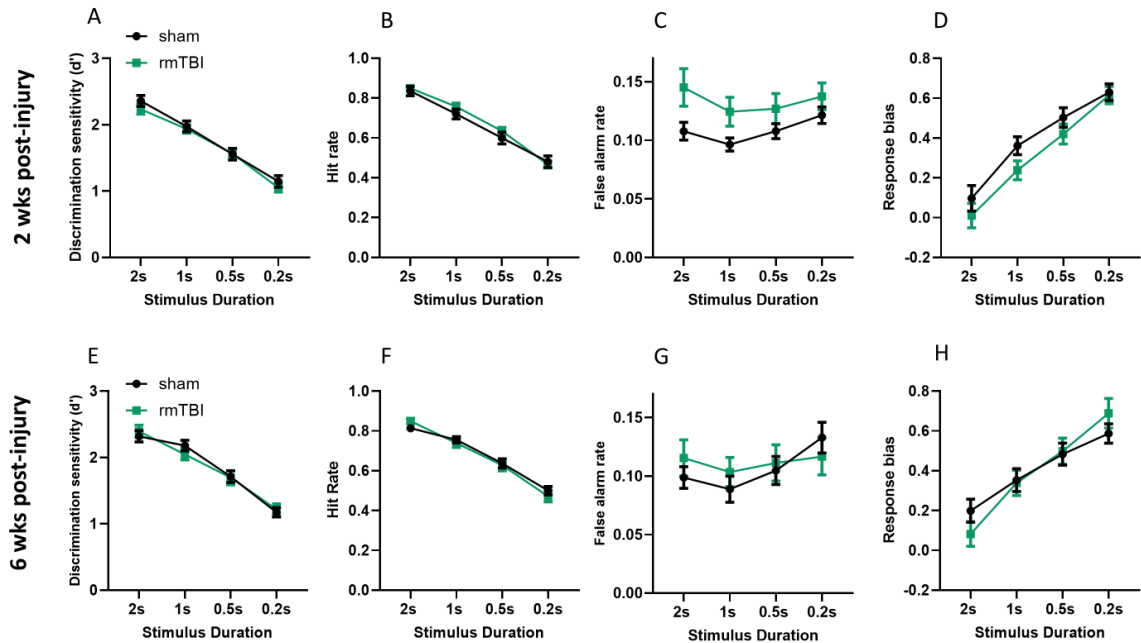 2 wks post-injury
A
sham
rmTBI
Discrimination sensitivity (d')
3
2
1
0
2s 1s 0.5s 0.2s
Stimulus Duration
B
Hit rate
1.0
0.8
0.6
0.4
0.2
0.0
2s 1s 0.5s 0.2s
Stimulus Duration
C
False alarm rate
0.15
0.10
0.05
0.00
2s 1s 0.5s 0.2s
Stimulus Duration
D
Response bias
0.8
0.6
0.4
0.2
0.0
-0.2
2s 1s 0.5s 0.2s
Stimulus Duration
6 wks post-injury
E
sham
rmTBI
Discrimination sensitivity (d')
3
2
1
0
2s 1s 0.5s 0.2s
Stimulus Duration
F
Hit Rate
1.0
0.8
0.6
0.4
0.2
0.0
2s 1s 0.5s 0.2s
Stimulus Duration
G
False alarm rate
0.15
0.10
0.05
0.00
2s 1s 0.5s 0.2s
Stimulus Duration
H
Response bias
0.8
0.6
0.4
0.2
0.0
-0.2
2s 1s 0.5s 0.2s
Stimulus Duration